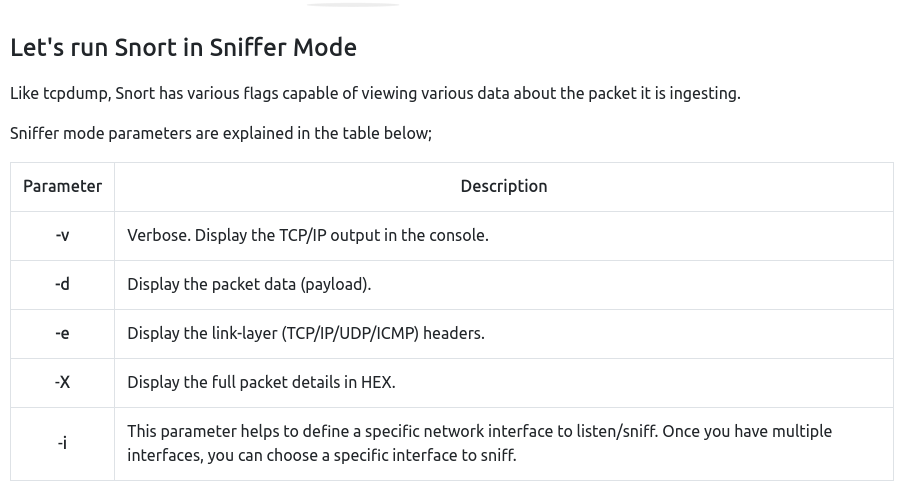 Let's run Snort in Sniffer Mode
Like tcpdump, Snort has various flags capable of viewing various data about the packet it is ingesting.
Sniffer mode parameters are explained in the table below;
Parameter Description
-v Verbose. Display the TCP/IP output in the console.
-d Display the packet data (payload).
-e Display the link-layer (TCP/IP/UDP/ICMP) headers.
-X Display the full packet details in HEX.
-i This parameter helps to define a specific network interface to listen/sniff. Once you have multiple
interfaces, you can choose a specific interface to sniff.